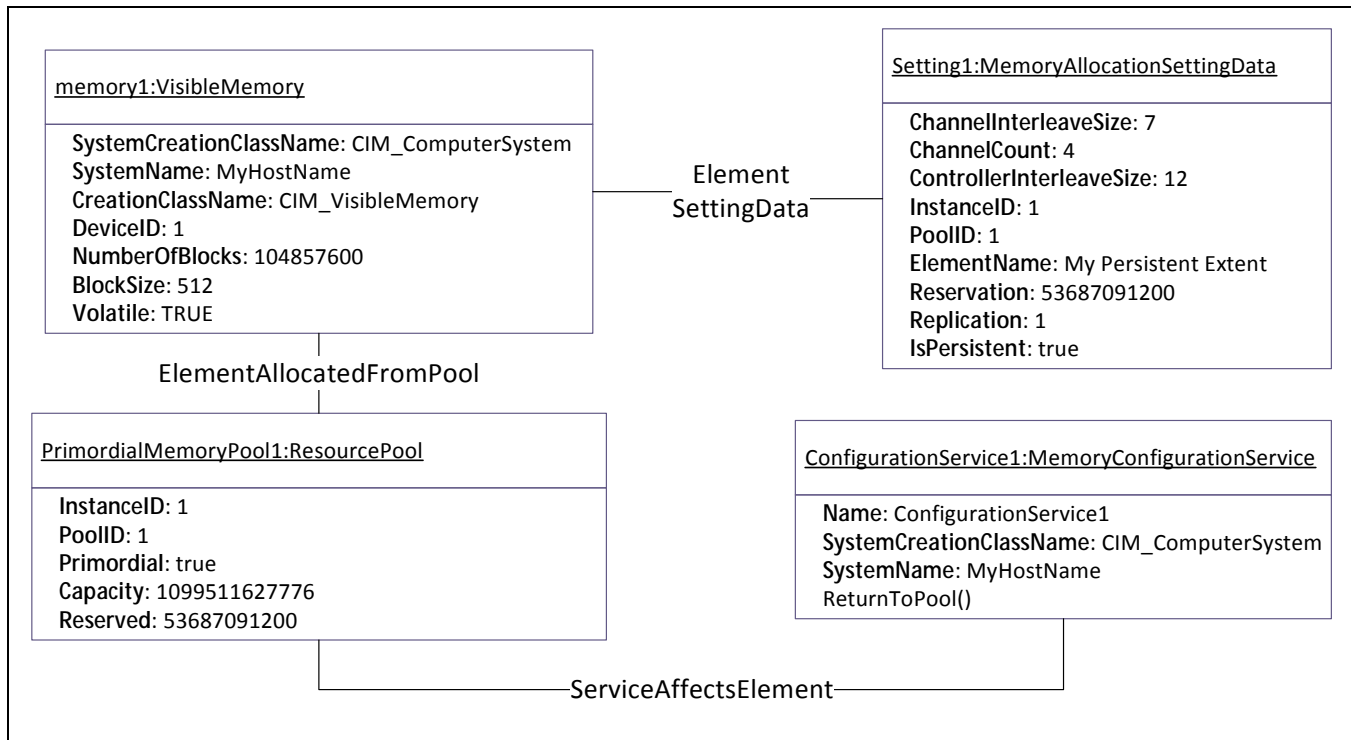 memory1:VisibleMemory
SystemCreationClassName: CIM_ComputerSystem
SystemName: MyHostName
CreationClassName: CIM_VisibleMemory
DeviceID: 1
NumberOfBlocks: 104857600
BlockSize: 512
Volatile: TRUE
Element
SettingData
Setting1:MemoryAllocationSettingData
ChannelInterleaveSize: 7
ChannelCount: 4
ControllerInterleaveSize: 12
InstanceID: 1
PoolID: 1
ElementName: My Persistent Extent
Reservation: 53687091200
Replication: 1
IsPersistent: true
ElementAllocatedFromPool
PrimordialMemoryPool1:ResourcePool
InstanceID: 1
PoolID: 1
Primordial: true
Capacity: 1099511627776
Reserved: 53687091200
ConfigurationService1:MemoryConfigurationService
Name: ConfigurationService1
SystemCreationClassName: CIM_ComputerSystem
SystemName: MyHostName
ReturnToPool()
ServiceAffectsElement